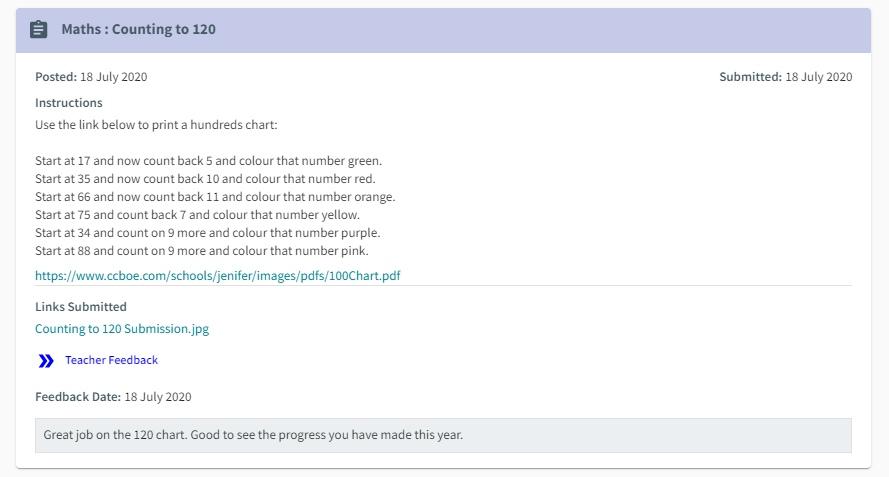 Maths : Counting to 120
Posted: 18 July 2020
Submitted: 18 July 2020
Instructions
Use the link below to print a hundreds chart:
Start at 17 and now count back 5 and colour that number green.
Start at 35 and now count back 10 and colour that number red.
Start at 66 and now count back 11 and colour that number orange.
Start at 75 and count back 7 and colour that number yellow.
Start at 34 and count on 9 more and colour that number purple.
Start at 88 and count on 9 more and colour that number pink.
https://www.ccboe.com/schools/jenifer/images/pdfs/100Chart.pdf
Links Submitted
Counting to 120 Submission.jpg
Teacher Feedback
Feedback Date: 18 July 2020
Great job on the 120 chart. Good to see the progress you have made this year.